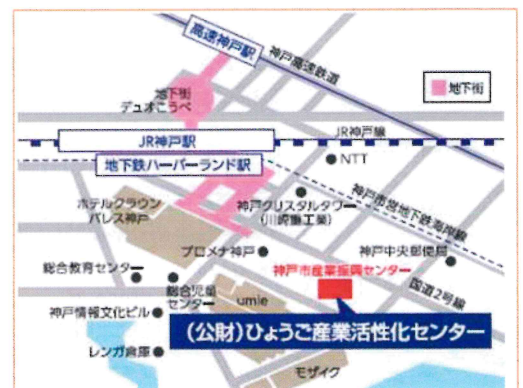 高速神戸駅
神戸高速鉄道
地下街
デュオこうべ
地下街
JR神戸線
JR神戸駅
NTT
地下鉄ハーバーランド駅
神戸市営地下鉄海岸線
ホテルクラウン
パレス神戸
神戸クリスタルタワー
(川崎重工業)
プロメナ神戸
神戸中央郵便局
総合教育センター
神戸市産業振興センター
国道2号線
総合児童
センター
umie
神戸情報文化ビル
(公財)ひょうご産業活性化センター
レンガ倉庫
モザイク